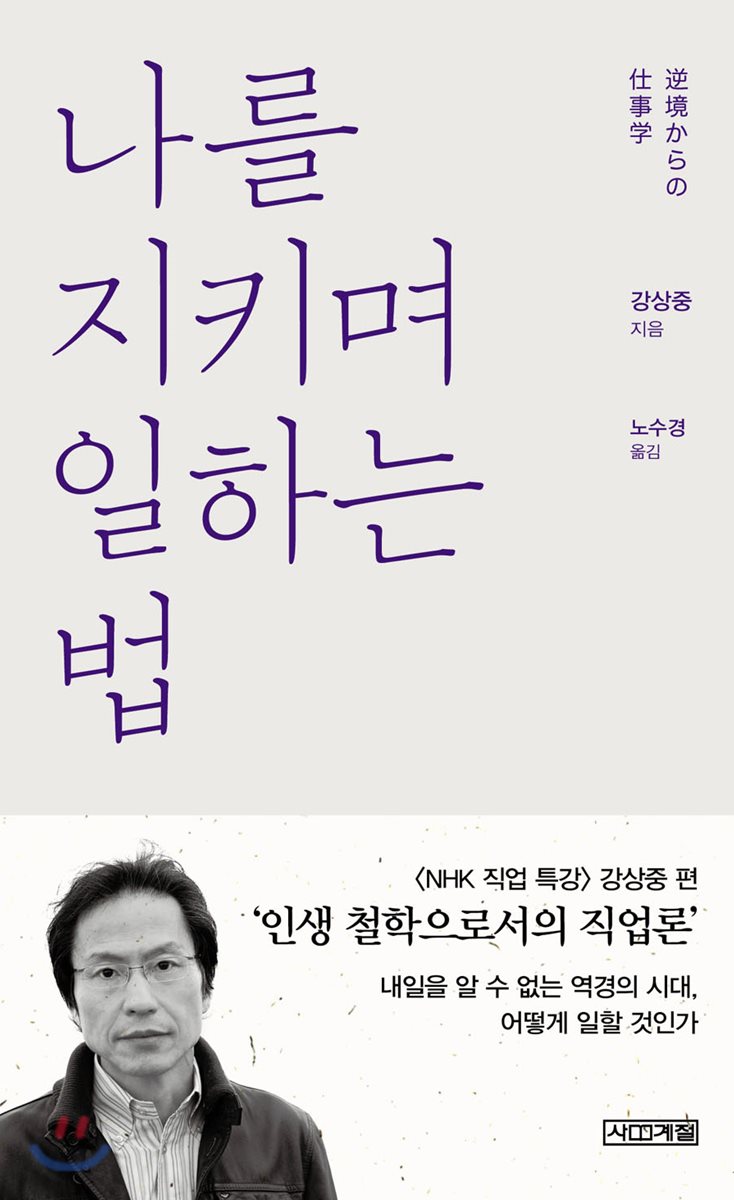 나를
지키며
일하는
법
逆境からの
仕事学
강상중
지음
노수경
옮김
〈NHK 직업 특강〉 강상중 편
‘인생 철학으로서의 직업론’
내일을 알 수 없는 역경의 시대,
어떻게 일할 것인가
사계절